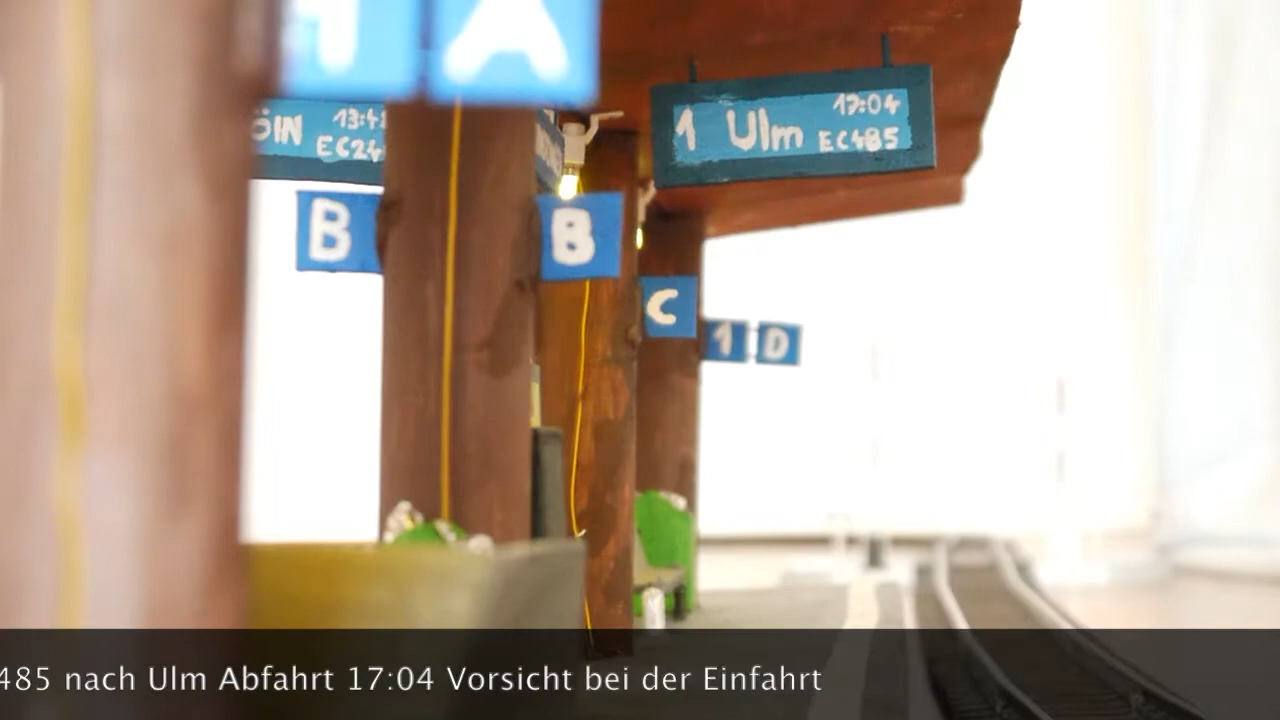 A
ÖIN 13:4
EC24
1 Ulm 17:04
EC485
B
B
C
1 D
485 nach Ulm Abfahrt 17:04 Vorsicht bei der Einfahrt